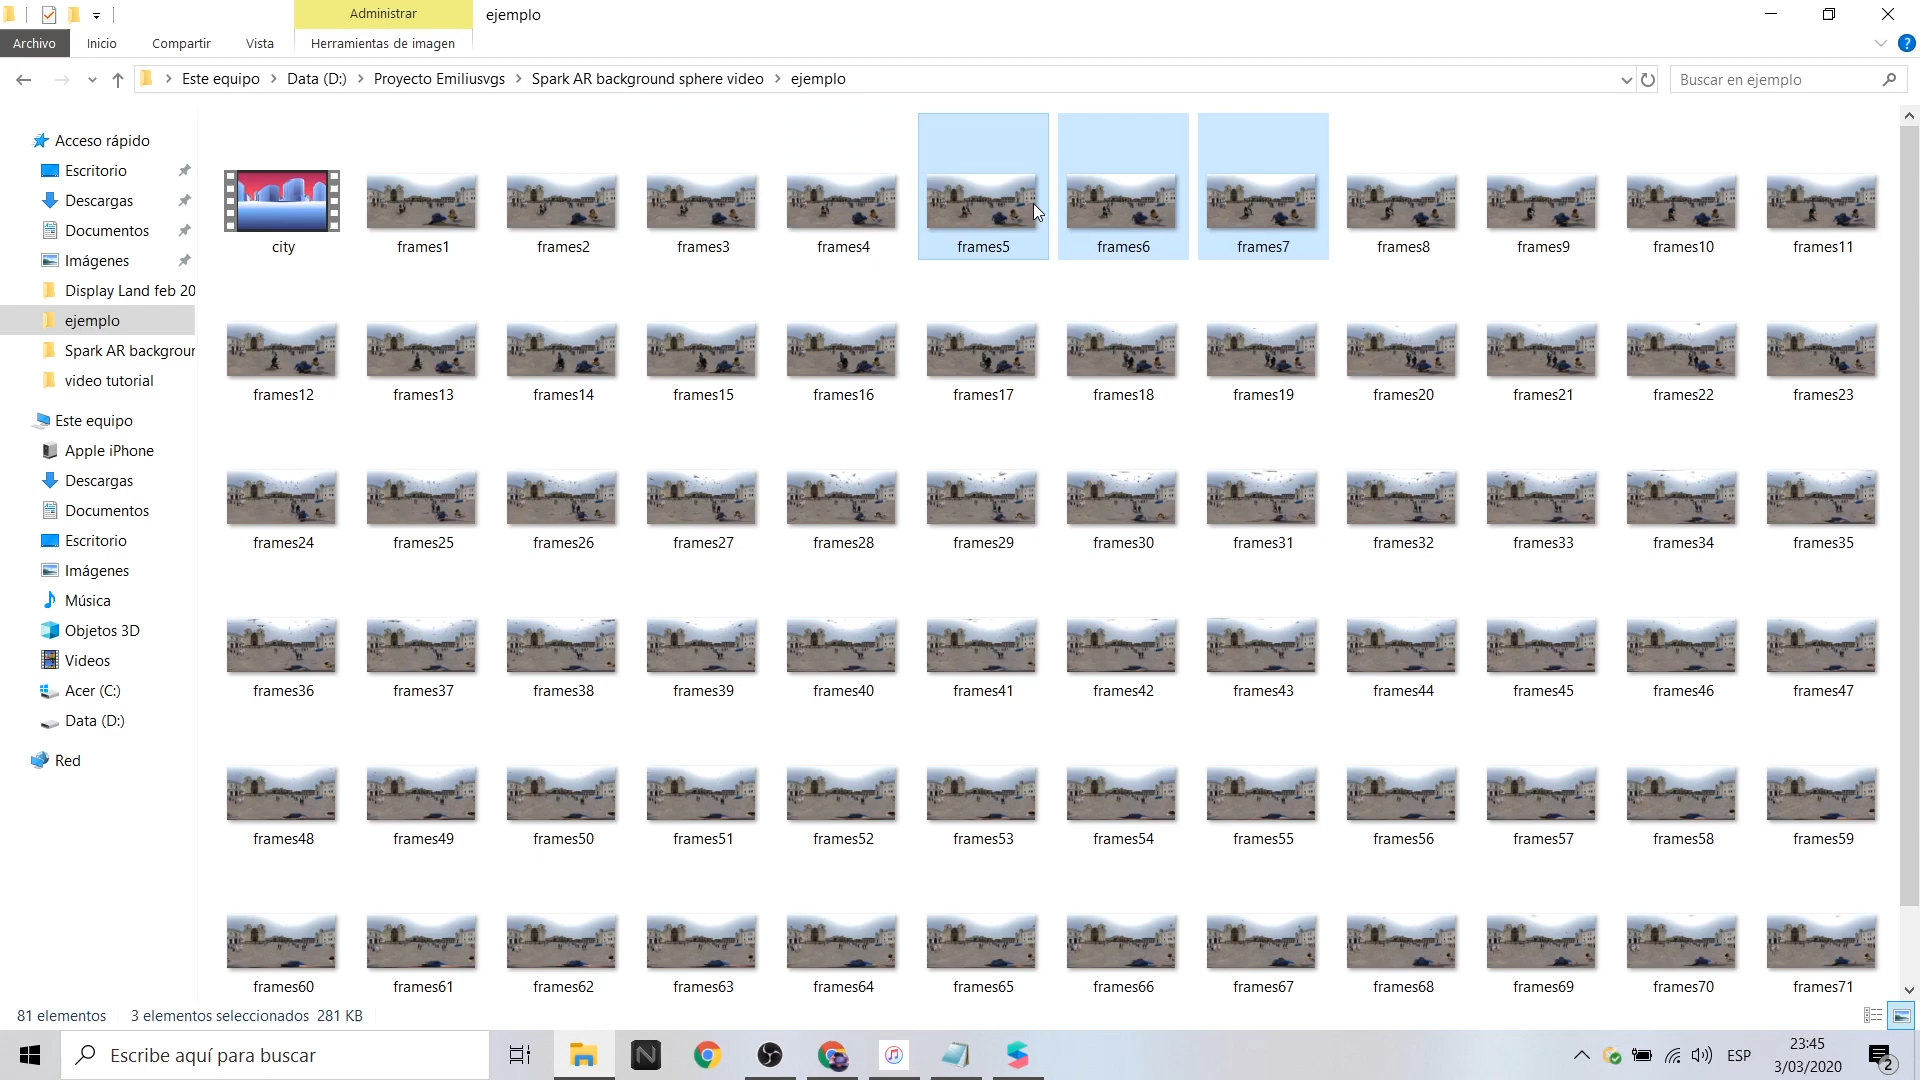 Administrar
ejemplo
Archivo
Inicio
Compartir
Vista
Herramientas de imagen
Este equipo > Data (D:) > Proyecto Emiliusvgs > Spark AR background sphere video > ejemplo
Buscar en ejemplo
Acceso rápido
Escritorio
Descargas
Documentos
Imágenes
Display Land feb 20
ejemplo
Spark AR backgroun
video tutorial
Este equipo
Apple iPhone
Descargas
Documentos
Escritorio
Imágenes
Música
Objetos 3D
Videos
Acer (C:)
Data (D:)
Red
city frames1 frames2 frames3 frames4 frames5 frames6 frames7 frames8 frames9 frames10 frames11
frames12 frames13 frames14 frames15 frames16 frames17 frames18 frames19 frames20 frames21 frames22 frames23
frames24 frames25 frames26 frames27 frames28 frames29 frames30 frames31 frames32 frames33 frames34 frames35
frames36 frames37 frames38 frames39 frames40 frames41 frames42 frames43 frames44 frames45 frames46 frames47
frames48 frames49 frames50 frames51 frames52 frames53 frames54 frames55 frames56 frames57 frames58 frames59
frames60 frames61 frames62 frames63 frames64 frames65 frames66 frames67 frames68 frames69 frames70 frames71
81 elementos
3 elementos seleccionados 281 KB
Escribe aquí para buscar
ESP
23:45
3/03/2020
2